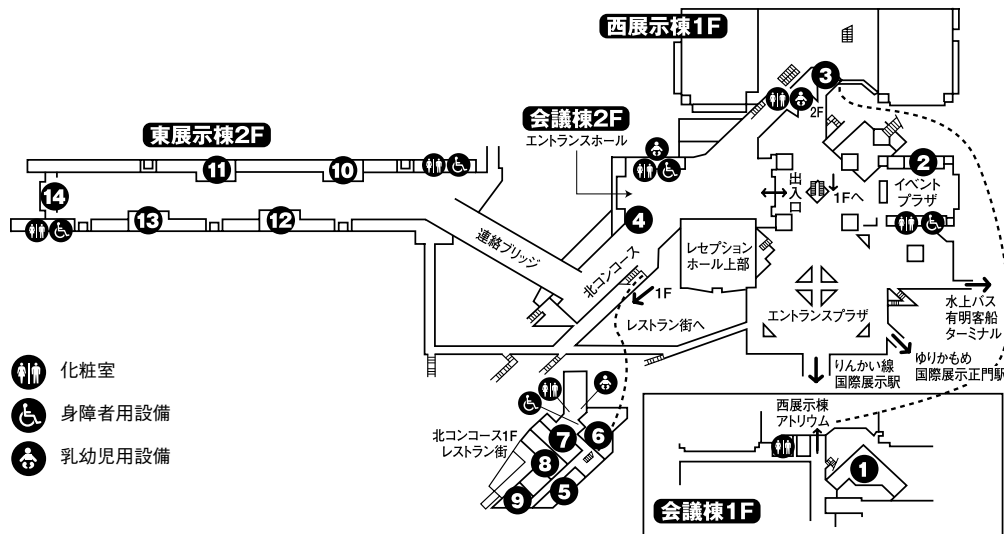 西展示棟1F
3
2F
会議棟2F
エントランスホール
東展示棟2F
11
10
14
13
12
4
2
イベント
プラザ
出入口
1Fへ
連絡ブリッジ
北コンコース
レセプション
ホール上部
1F
レストラン街へ
エントランスプラザ
水上バス
有明客船
ターミナル
ゆりかもめ
国際展示正門駅
りんかい線
国際展示駅
化粧室
身障者用設備
乳幼児用設備
北コンコース1F
レストラン街
7
6
8
5
9
西展示棟
アトリウム
1
会議棟1F